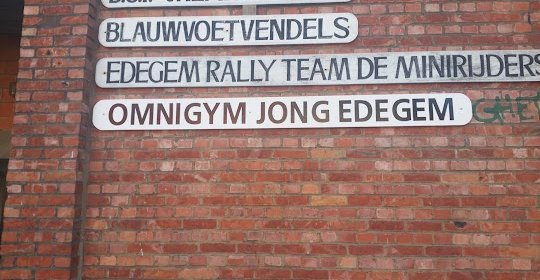 BLAUWVOETVENDELS
EDEGEM RALLY TEAM DE MINIRIJDERS
OMNIGYM JONG EDEGEM